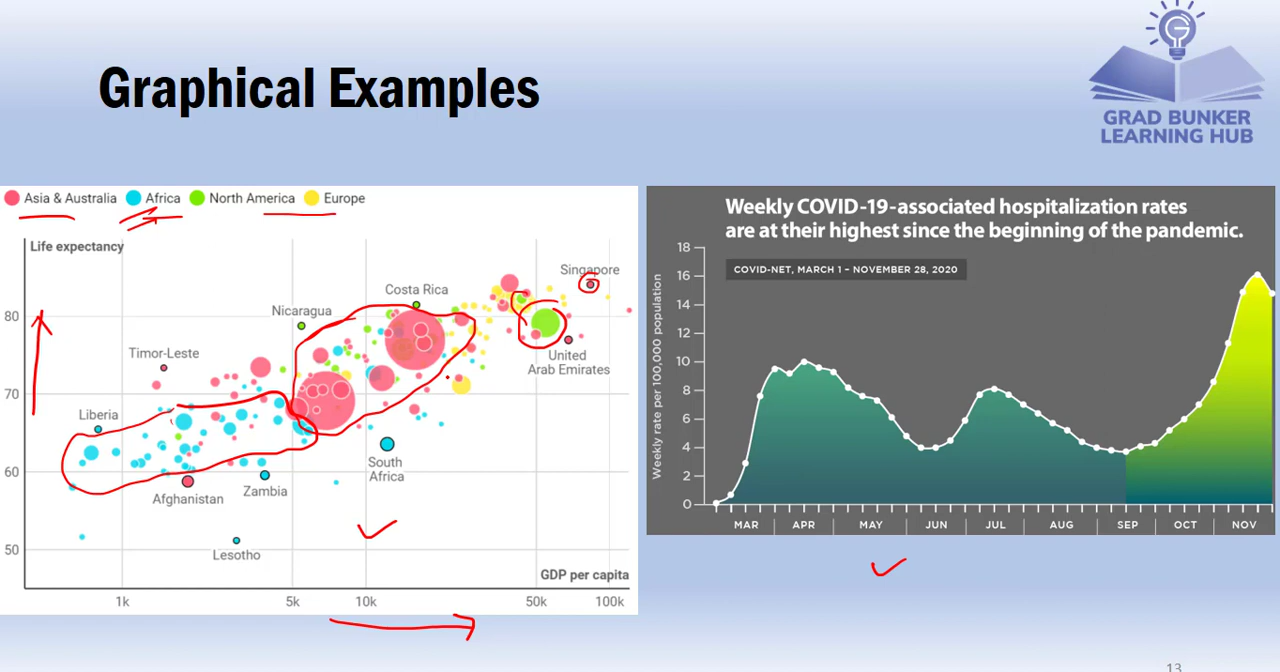 Graphical Examples
GRAD BUNKER
LEARNING HUB
Asia & Australia Africa North America Europe
Life expectancy
Singapore
Costa Rica
Nicaragua
80
United
Arab Emirates
Timor-Leste
70
Liberia
South
Africa
60
Afghanistan
Zambia
Lesotho
50
GDP per capita
1k 5k 10k 50k 100k
Weekly COVID-19-associated hospitalization rates
are at their highest since the beginning of the pandemic.
COVID-NET, MARCH 1 – NOVEMBER 28, 2020
Weekly rate per 100,000 population
18
16
14
12
10
8
6
4
2
0
MAR APR MAY JUN JUL AUG SEP OCT NOV
13